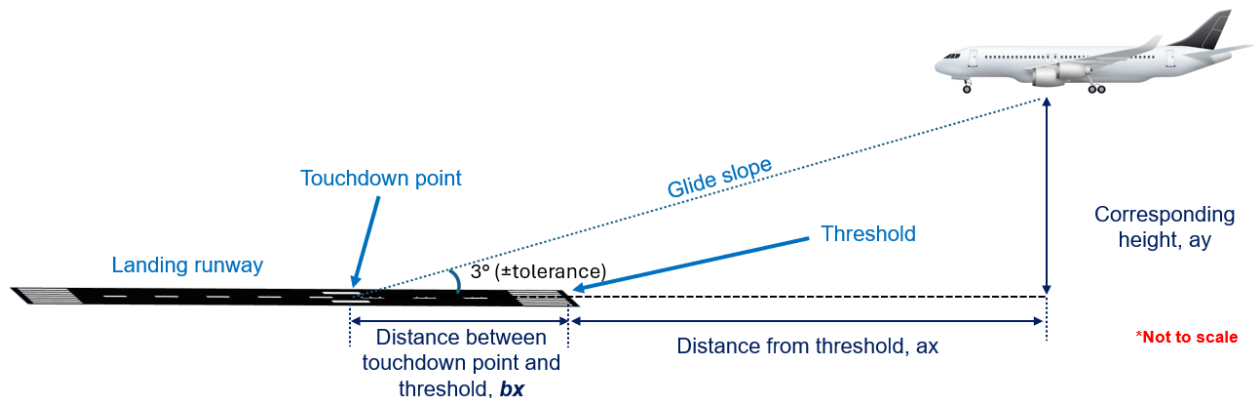 Touchdown point
Glide slope
Corresponding
height, ay
Threshold
Landing runway
3° (±tolerance)
Distance between
touchdown point and
threshold, bx
Distance from threshold, ax
*Not to scale